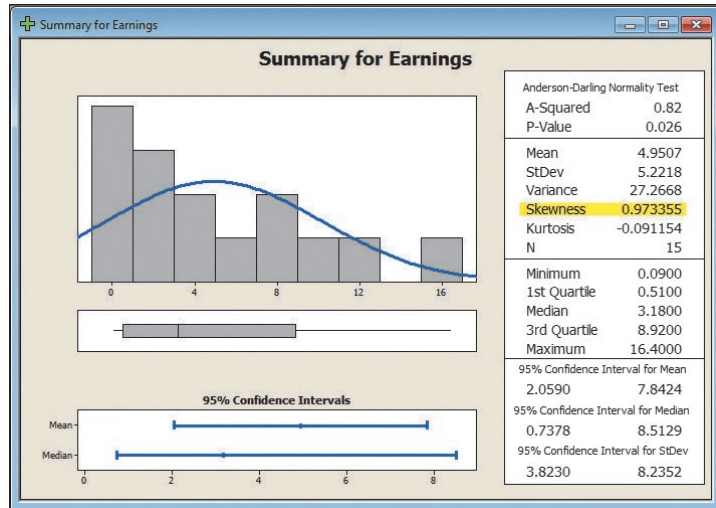 Summary for Earnings
Summary for Earnings
Anderson-Darling Normality Test
A-Squared 0.82
P-Value 0.026
Mean 4.9507
StDev 5.2218
Variance 27.2668
Skewness 0.973355
Kurtosis -0.091154
N 15
Minimum 0.0900
1st Quartile 0.5100
Median 3.1800
3rd Quartile 8.9200
Maximum 16.4000
95% Confidence Interval for Mean
2.0590 7.8424
95% Confidence Interval for Median
0.7378 8.5129
95% Confidence Interval for StDev
3.8230 8.2352
0 4 8 12 16
95% Confidence Intervals
Mean
Median
0 2 4 6 8